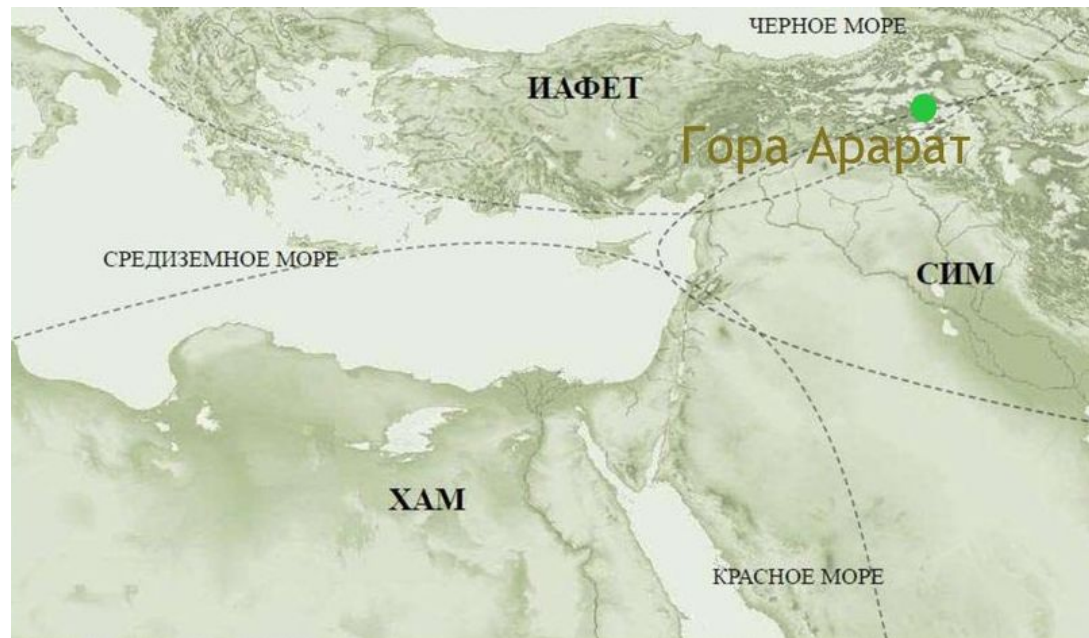 ЧЕРНОЕ МОРЕ
ИАФЕТ
Гора Арарат
СРЕДИЗЕМНОЕ МОРЕ
СИМ
ХАМ
КРАСНОЕ МОРЕ